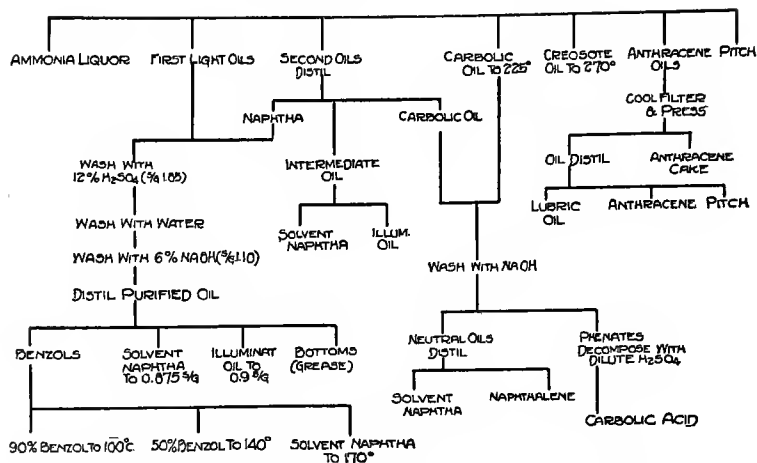 AMMONIA LIQUOR
FIRST LIGHT OILS
SECOND OILS
DISTIL
CARBOLIC
OIL TO 225°
CREOSOTE
OIL TO 270°
ANTHRACENE
OILS
PITCH
COOL FILTER
& PRESS
NAPHTHA
CARBOLIC OIL
OIL DISTIL
ANTHRACENE
CAKE
WASH WITH
12% H2SO4 (S/G 1.85)
INTERMEDIATE
OIL
LUBRIC
OIL
ANTHRACENE
PITCH
WASH WITH WATER
SOLVENT
NAPHTHA
ILLUM.
OIL
WASH WITH 6% NAOH (S/G 1.10)
WASH WITH NAOH
DISTIL PURIFIED OIL
BENZOLS
SOLVENT
NAPHTHA
TO 0.875 S/G
ILLUMINAT
OIL TO
0.9 S/G
BOTTOMS
(GREASE)
NEUTRAL OILS
DISTIL
PHENATES
DECOMPOSE WITH
DILUTE H2SO4
SOLVENT
NAPHTHA
NAPHTHALENE
CARBOLIC ACID
90% BENZOL TO 100°C.
50% BENZOL TO 140°
SOLVENT NAPHTHA
TO 170°